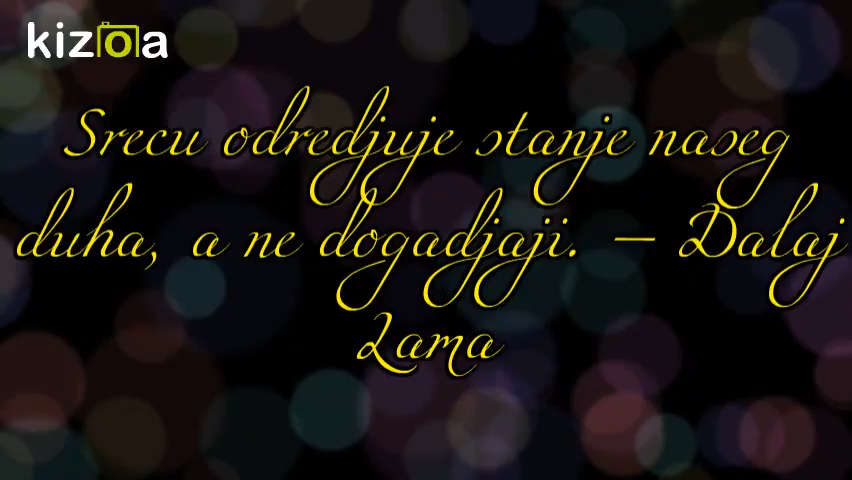 kizoa
Srecu odredjuje stanje naseg
duha, a ne dogadjaji. – Dalaj
Lama